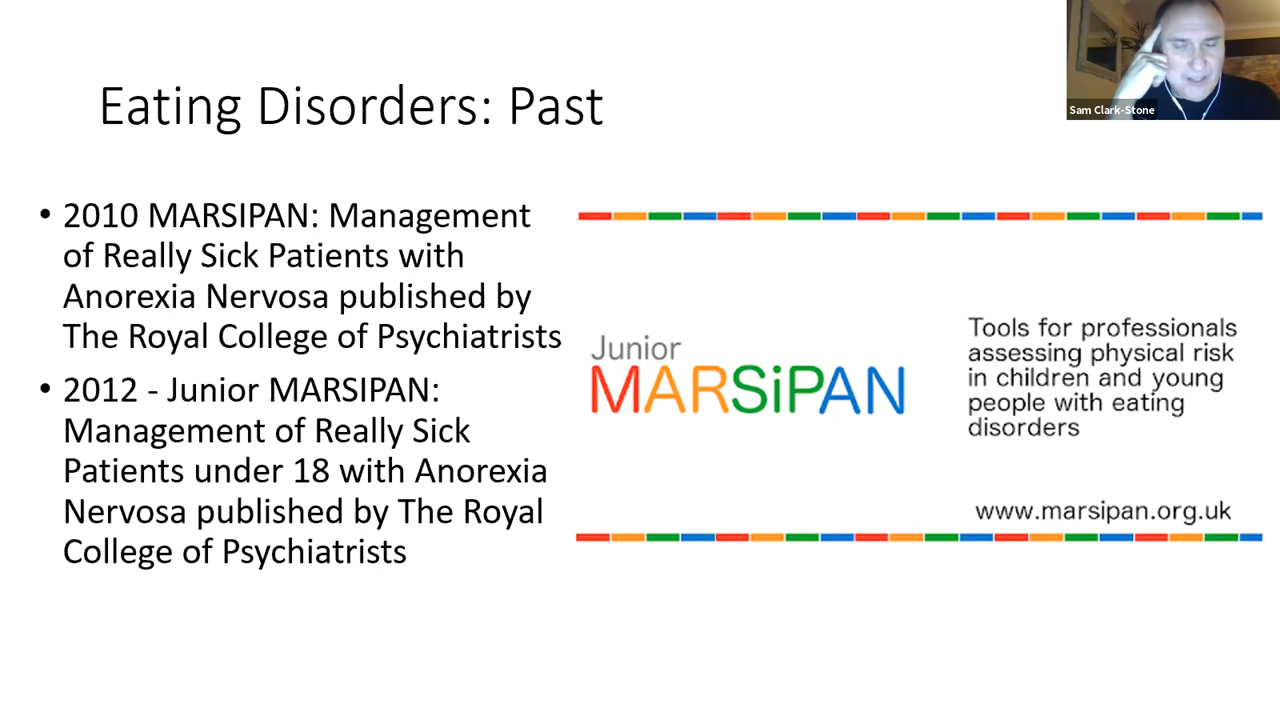 Sam Clark-Stone
Eating Disorders: Past
• 2010 MARSIPAN: Management
of Really Sick Patients with
Anorexia Nervosa published by
The Royal College of Psychiatrists
• 2012 - Junior MARSIPAN:
Management of Really Sick
Patients under 18 with Anorexia
Nervosa published by The Royal
College of Psychiatrists
Junior
MARSiPAN
Tools for professionals
assessing physical risk
in children and young
people with eating
disorders
www.marsipan.org.uk